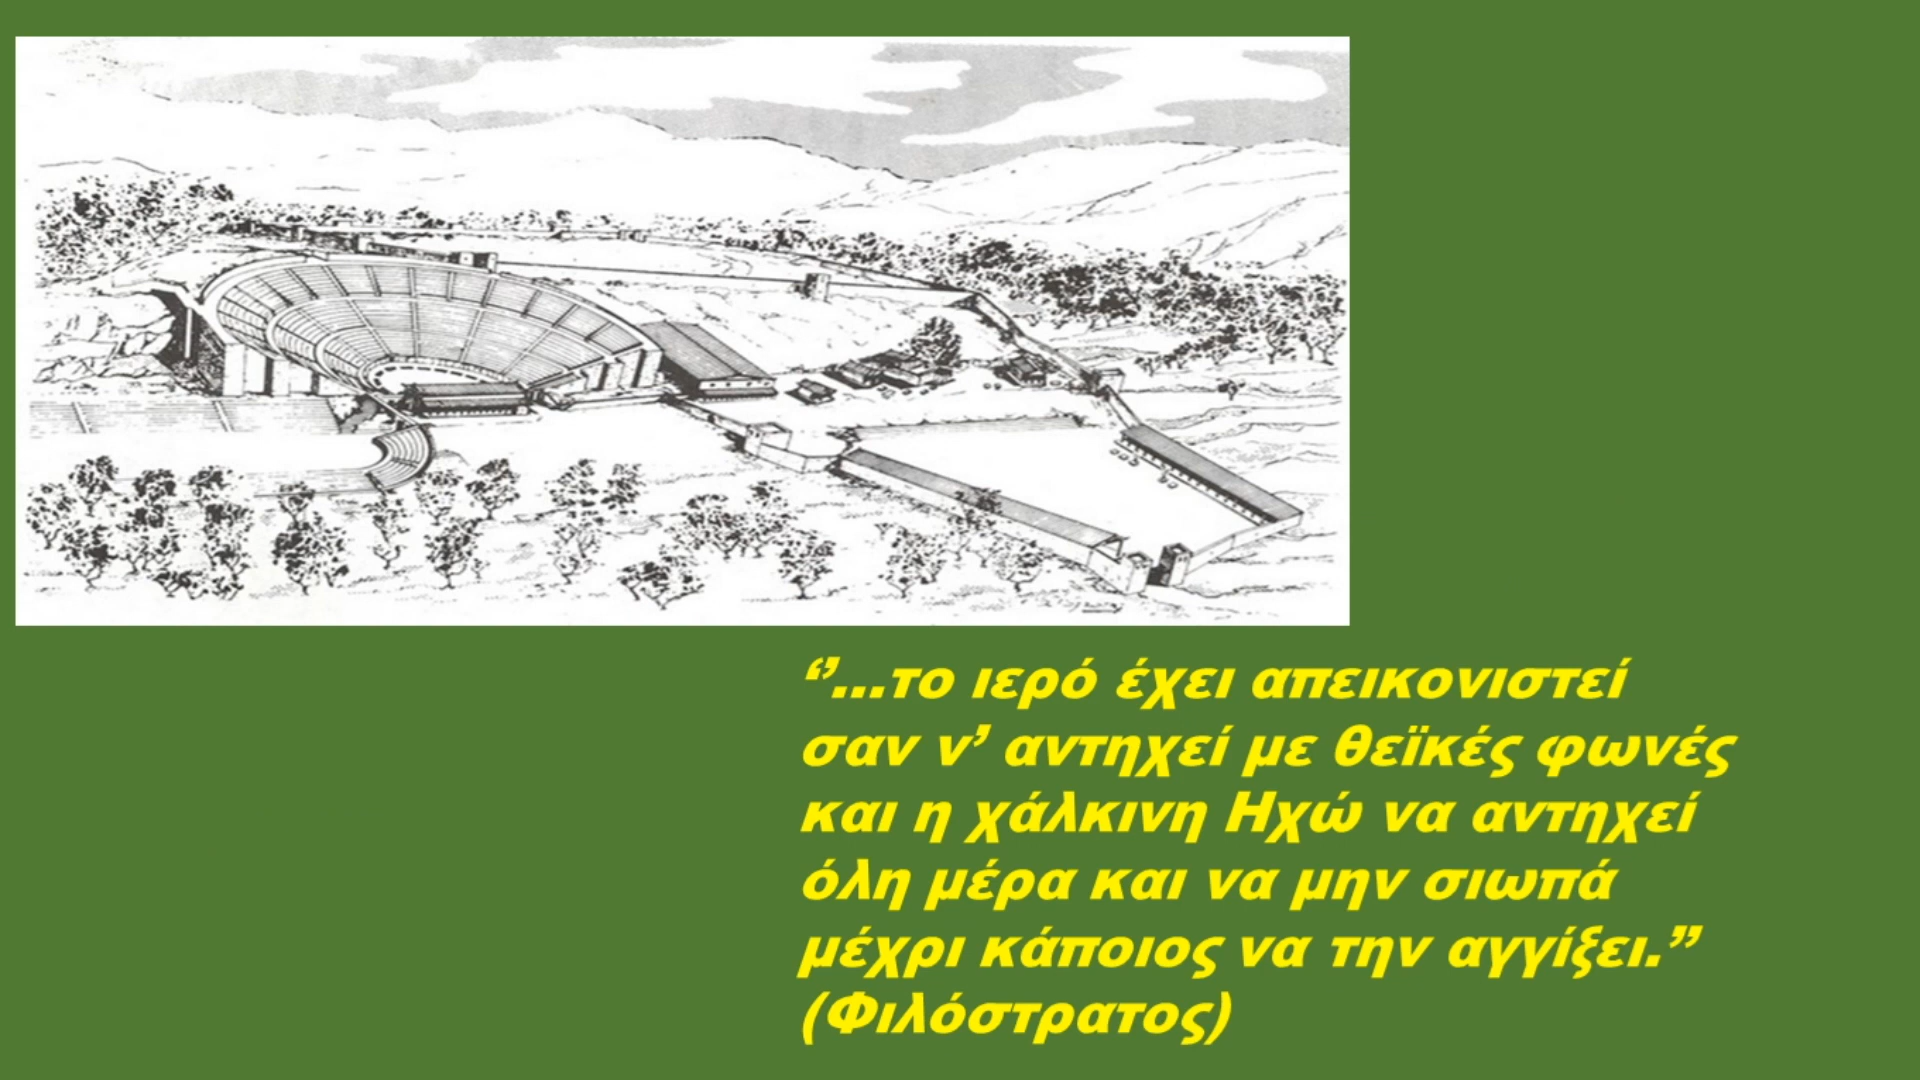 ‘’...το ιερό έχει απεικονιστεί
σαν ν’ αντηχεί με θεϊκές φωνές
και η χάλκινη Ηχώ να αντηχεί
όλη μέρα και να μην σιωπά
μέχρι κάποιος να την αγγίξει.’’
(Φιλόστρατος)